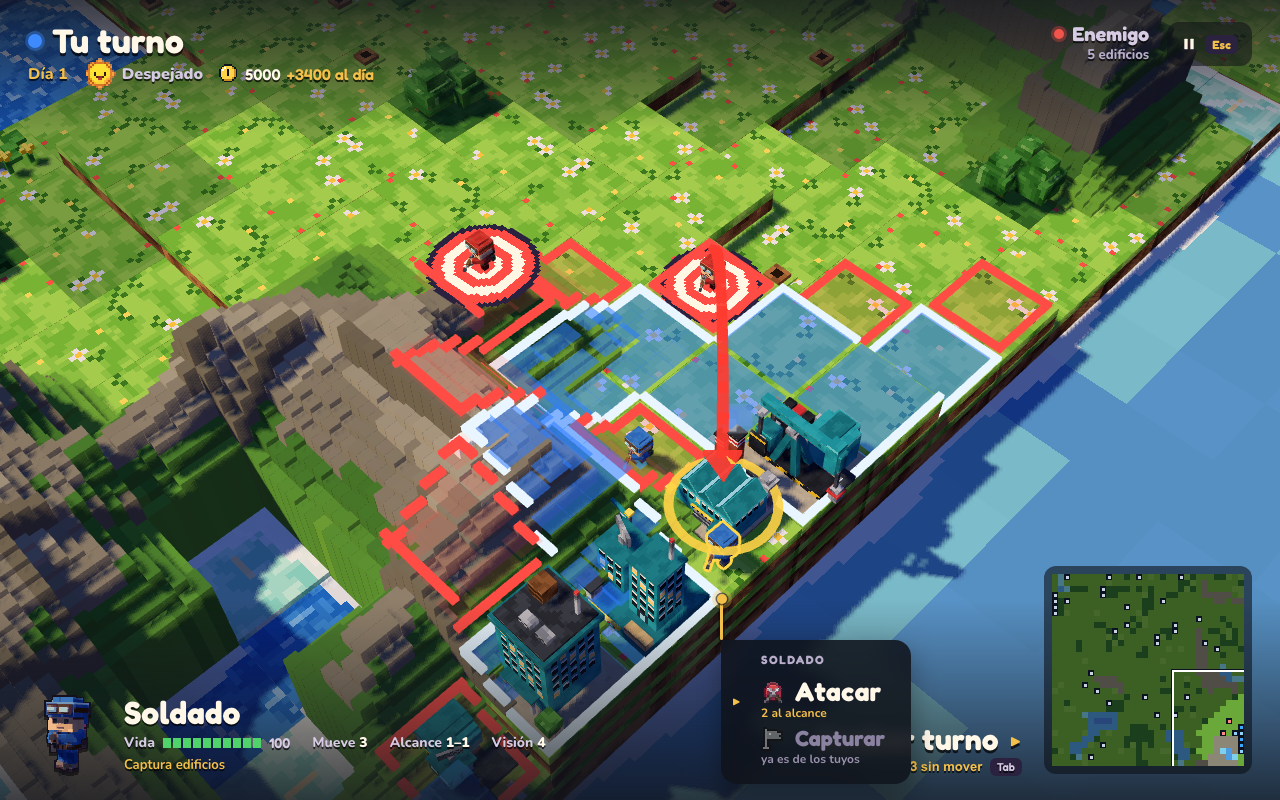 Tu turno
Día 1 Despejado 5000 +3400 al día
Enemigo
5 edificios
Esc
SOLDADO
Atacar
2 al alcance
Capturar
ya es de los tuyos
Soldado
Vida 100 Mueve 3 Alcance 1–1 Visión 4
Captura edificios
turno
3 sin mover Tab